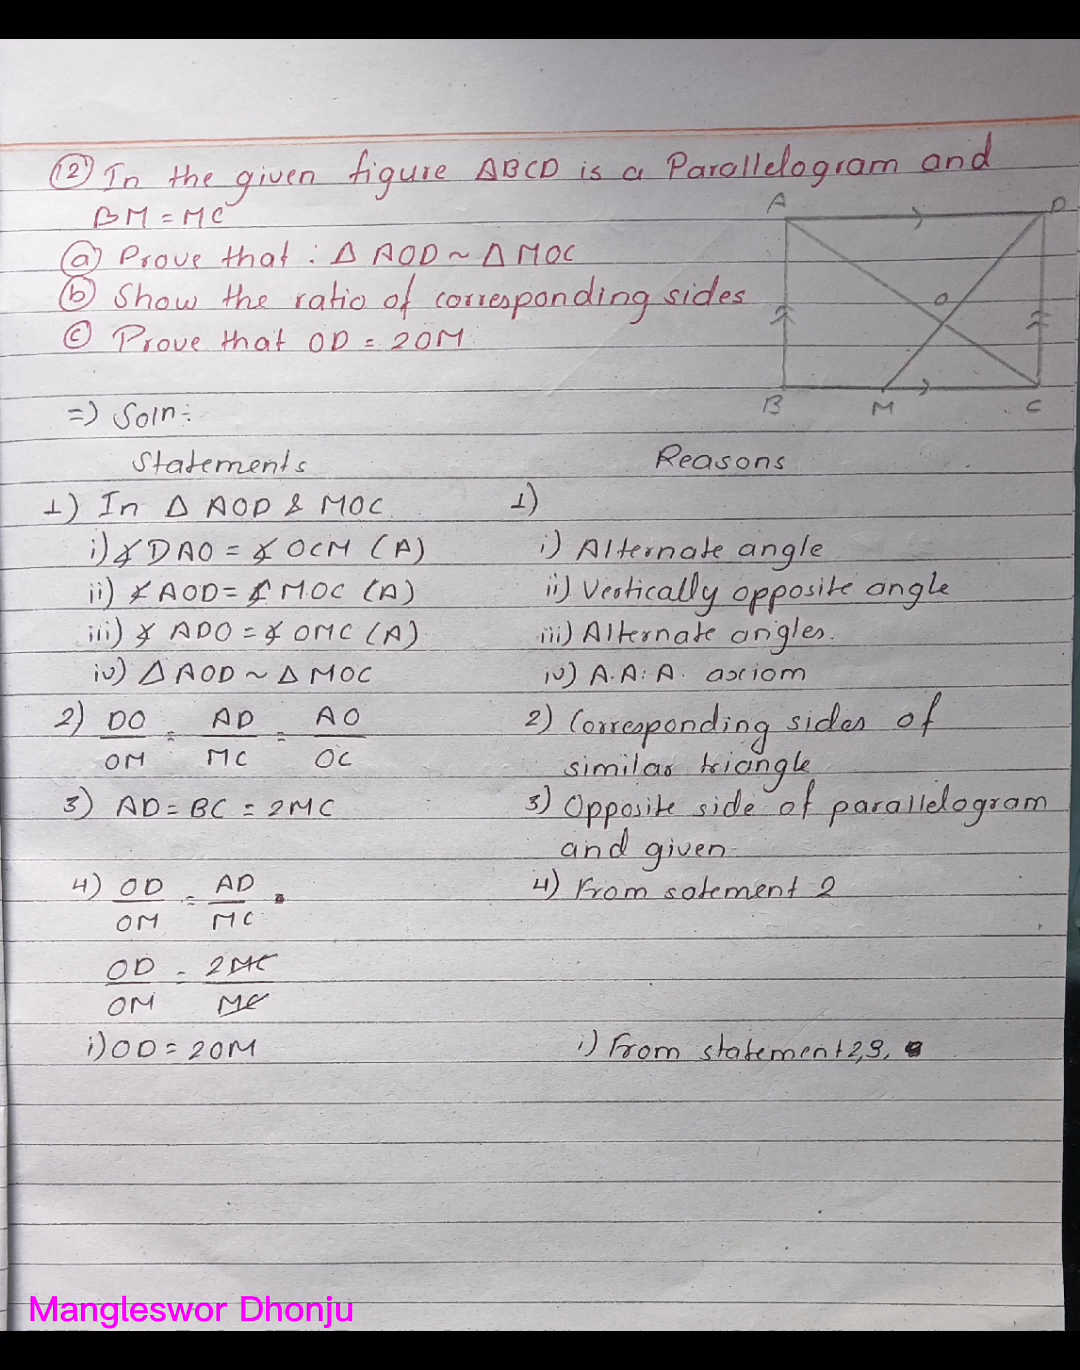 (12) In the given figure ABCD is a Parallelogram and
BM = MC
(a) Prove that : △ AOD ~ △ MOC
(b) Show the ratio of corresponding sides
(c) Prove that OD = 2OM
A
D
O
B
M
C
=) Soln:
Statements Reasons
1) In △ AOD & MOC 1)
i) ∡ DAO = ∡ OCM (A) i) Alternate angle
ii) ∡ AOD = ∡ MOC (A) ii) Vertically opposite angle
iii) ∡ ADO = ∡ OMC (A) iii) Alternate angles.
iv) △ AOD ~ △ MOC iv) A.A.A. axiom
2) DO/OM = AD/MC = AO/OC 2) Corresponding sides of
similar triangle
3) AD = BC = 2MC 3) Opposite side of parallelogram
and given
4) OD/OM = AD/MC 4) From satement 2
OD/OM = 2MC/MC
i) OD = 2OM i) From statement 2,3,
Mangleswor Dhonju